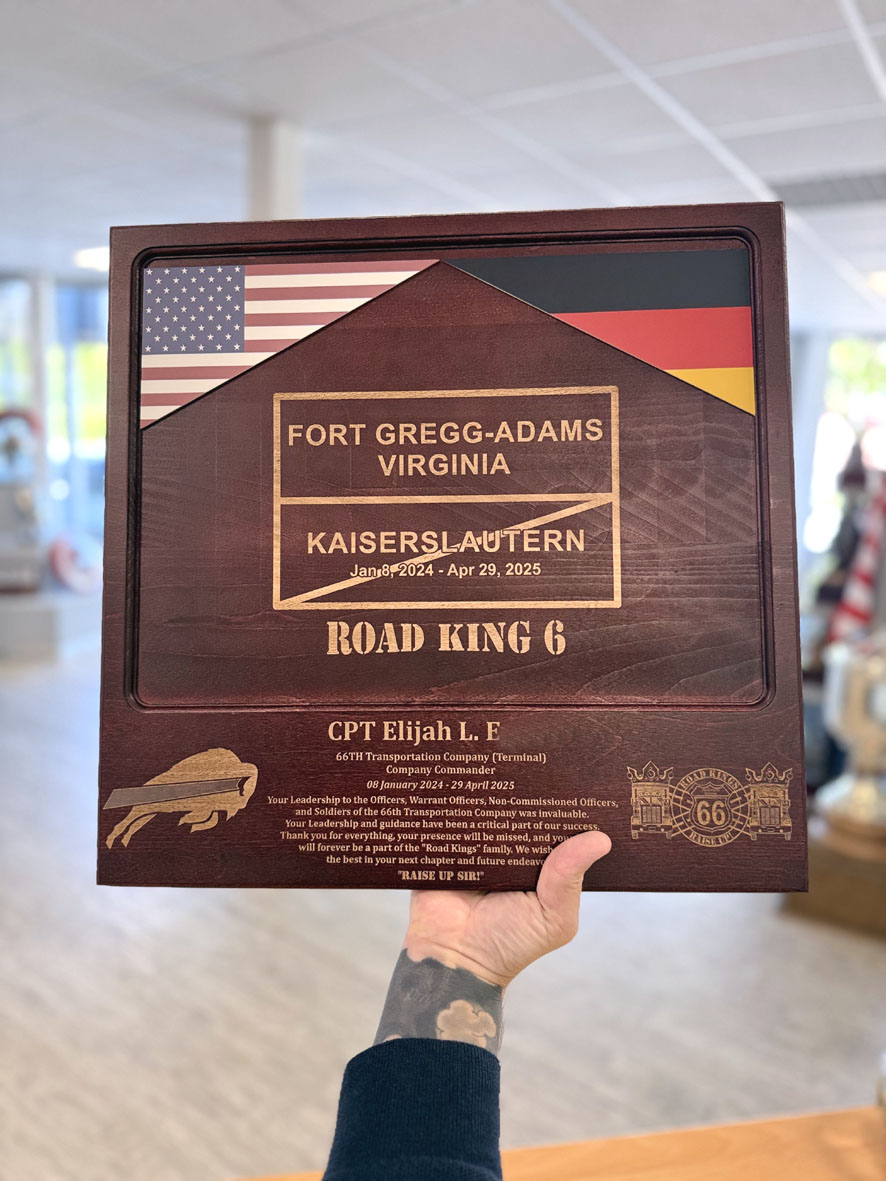 FORT GREGG-ADAMS
VIRGINIA
KAISERSLAUTERN
Jan 8, 2024 - Apr 29, 2025
ROAD KING 6
CPT Elijah L. E
66TH Transportation Company (Terminal)
Company Commander
08 January 2024 - 29 April 2025
Your Leadership to the Officers, Warrant Officers, Non-Commissioned Officers,
and Soldiers of the 66th Transportation Company was invaluable.
Your Leadership and guidance have been a critical part of our success.
Thank you for everything, your presence will be missed, and
will forever be a part of the "Road Kings" family. We
the best in your next chapter and future
"RAISE UP SIR!"
ROAD KINGS
66
RAISE UP